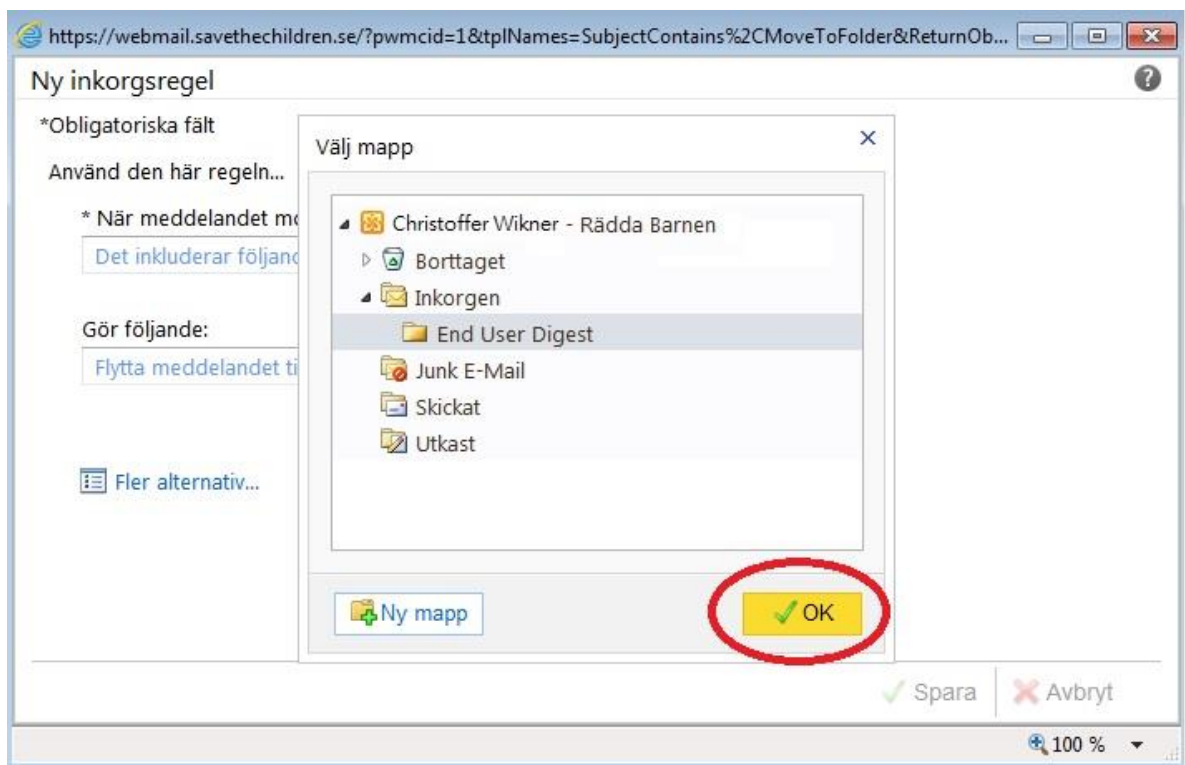 https://webmail.savethechildren.se/?pwmcid=1&tplNames=SubjectContains%2CMoveToFolder&ReturnOb...
Ny inkorgsregel
*Obligatoriska fält
Använd den här regeln...
* När meddelandet mo
Det inkluderar följand
Gör följande:
Flytta meddelandet ti
Fler alternativ...
Välj mapp
Christoffer Wikner - Rädda Barnen
Borttaget
Inkorgen
End User Digest
Junk E-Mail
Skickat
Utkast
Ny mapp
OK
Spara
Avbryt
100 %